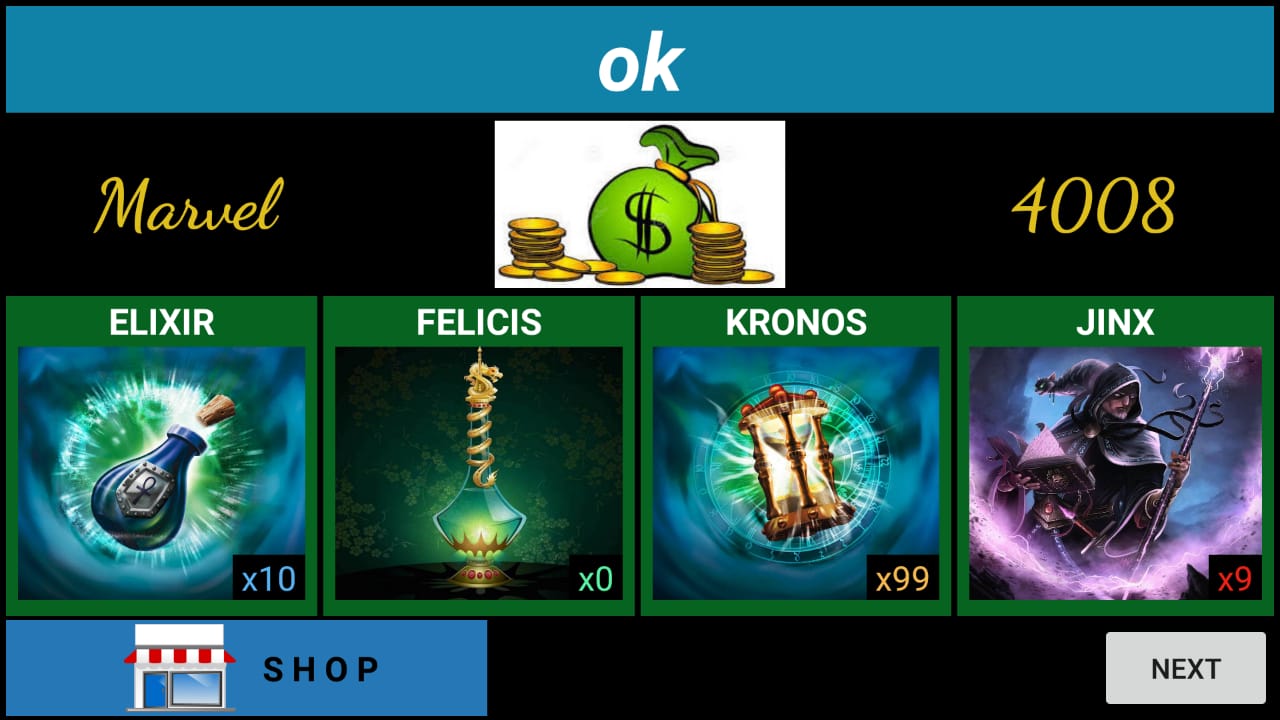 ok
Marvel
$
4008
ELIXIR
FELICIS
KRONOS
JINX
x10
x0
x99
x9
SHOP
NEXT